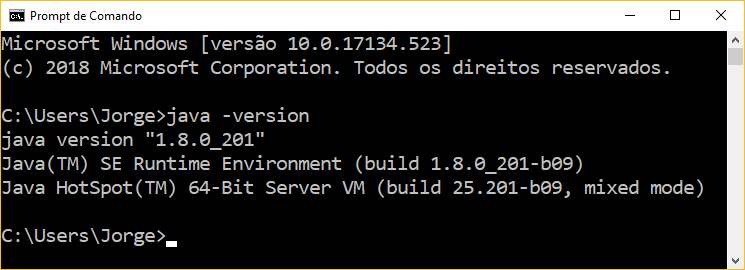 Prompt de Comando
Microsoft Windows [versão 10.0.17134.523]
(c) 2018 Microsoft Corporation. Todos os direitos reservados.
C:\Users\Jorge>java -version
java version "1.8.0_201"
Java(TM) SE Runtime Environment (build 1.8.0_201-b09)
Java HotSpot(TM) 64-Bit Server VM (build 25.201-b09, mixed mode)
C:\Users\Jorge>